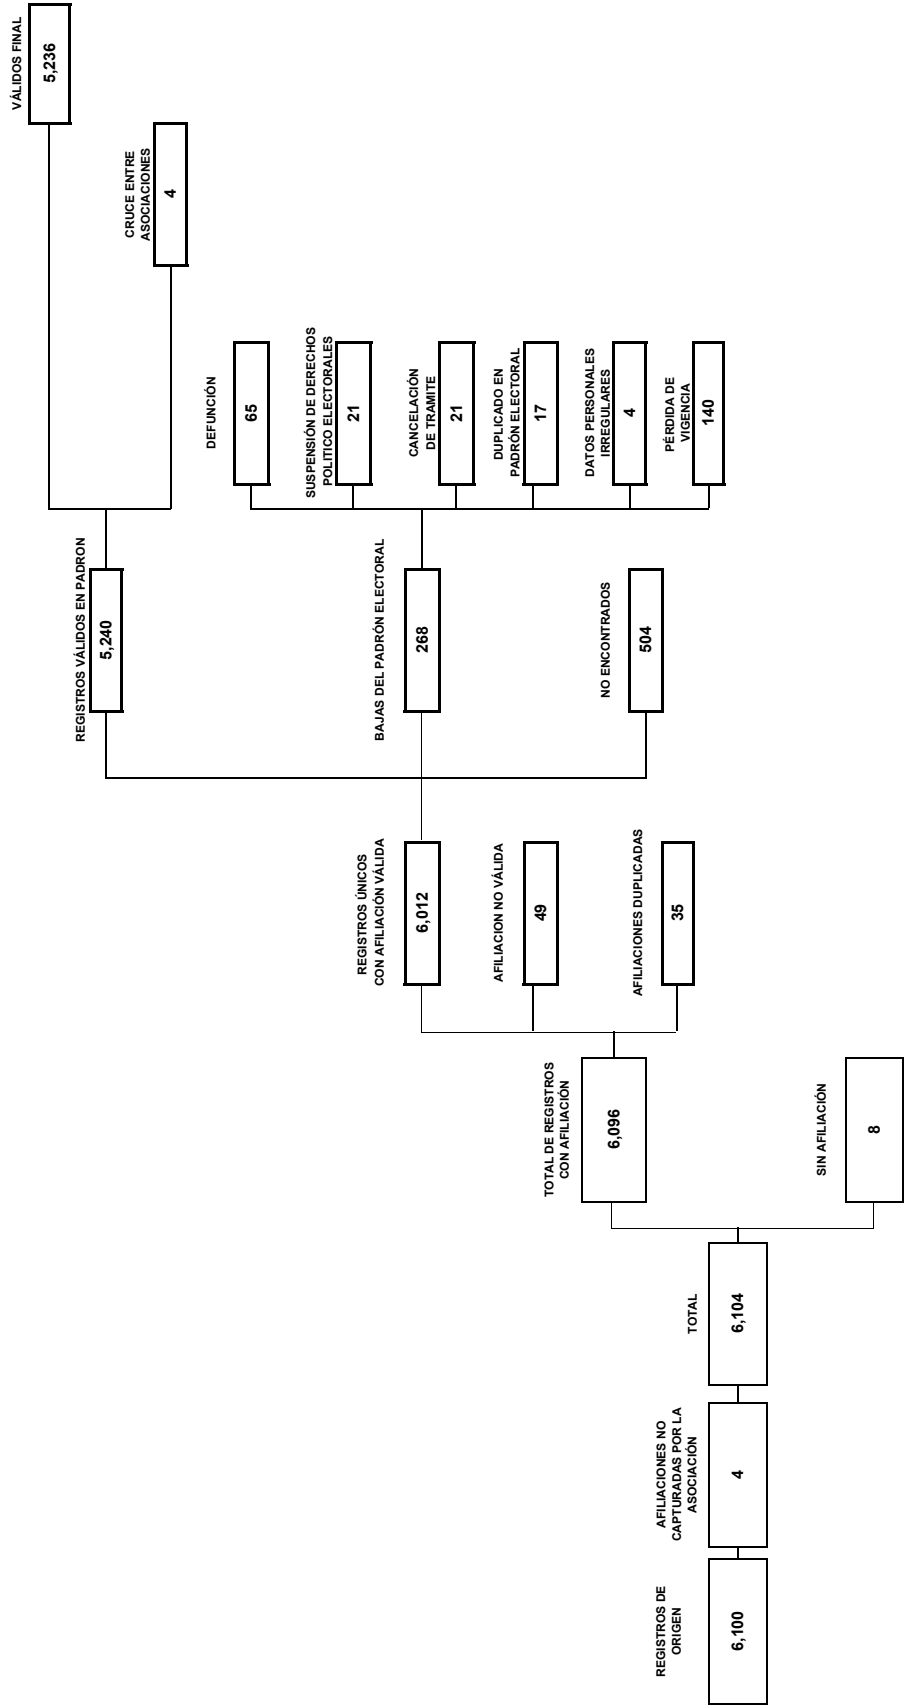 REGISTROS DE
ORIGEN
6,100
AFILIACIONES NO
CAPTURADAS POR LA
ASOCIACIÓN
4
TOTAL
6,104
TOTAL DE REGISTROS
CON AFILIACIÓN
6,096
SIN AFILIACIÓN
8
REGISTROS ÚNICOS
CON AFILIACIÓN VÁLIDA
6,012
AFILIACION NO VÁLIDA
49
AFILIACIONES DUPLICADAS
35
REGISTROS VÁLIDOS EN PADRON
5,240
BAJAS DEL PADRÓN ELECTORAL
268
NO ENCONTRADOS
504
DEFUNCIÓN
65
SUSPENSIÓN DE DERECHOS
POLITICO ELECTORALES
21
CANCELACIÓN
DE TRAMITE
21
DUPLICADO EN
PADRÓN ELECTORAL
17
DATOS PERSONALES
IRREGULARES
4
PÉRDIDA DE
VIGENCIA
140
CRUCE ENTRE
ASOCIACIONES
4
VÁLIDOS FINAL
5,236